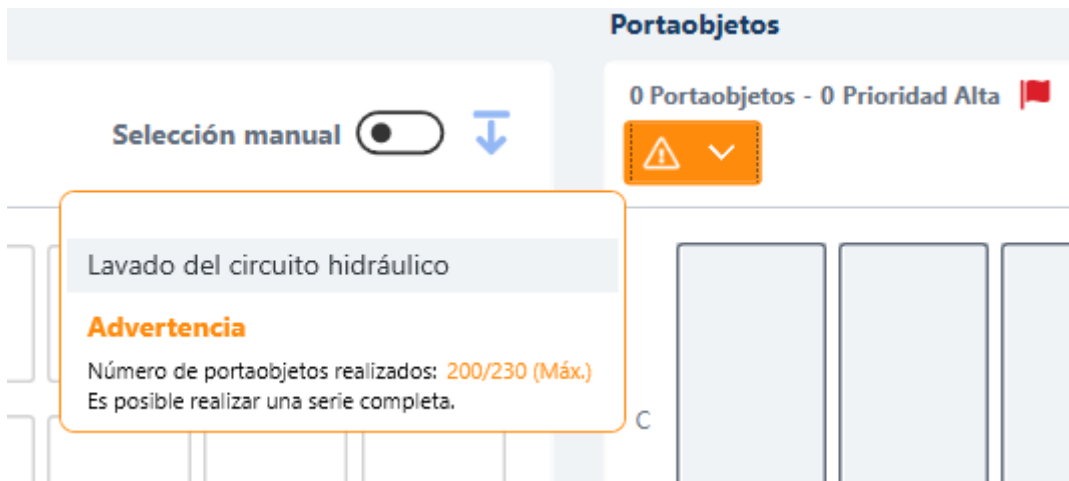 Portaobjetos
0 Portaobjetos - 0 Prioridad Alta
Selección manual
Lavado del circuito hidráulico
Advertencia
Número de portaobjetos realizados: 200/230 (Máx.)
Es posible realizar una serie completa.
C